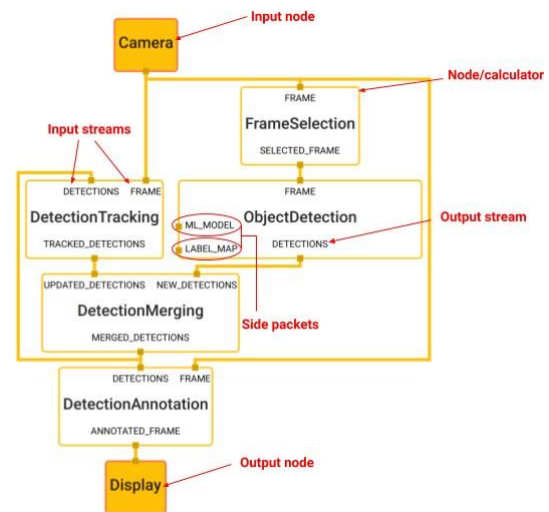 Input node
Camera
Node/calculator
FRAME
FrameSelection
SELECTED_FRAME
Input streams
DETECTIONS FRAME
DetectionTracking
TRACKED_DETECTIONS
FRAME
ObjectDetection
ML_MODEL
LABEL_MAP
DETECTIONS
Output stream
Side packets
UPDATED_DETECTIONS NEW_DETECTIONS
DetectionMerging
MERGED_DETECTIONS
DETECTIONS FRAME
DetectionAnnotation
ANNOTATED_FRAME
Output node
Display